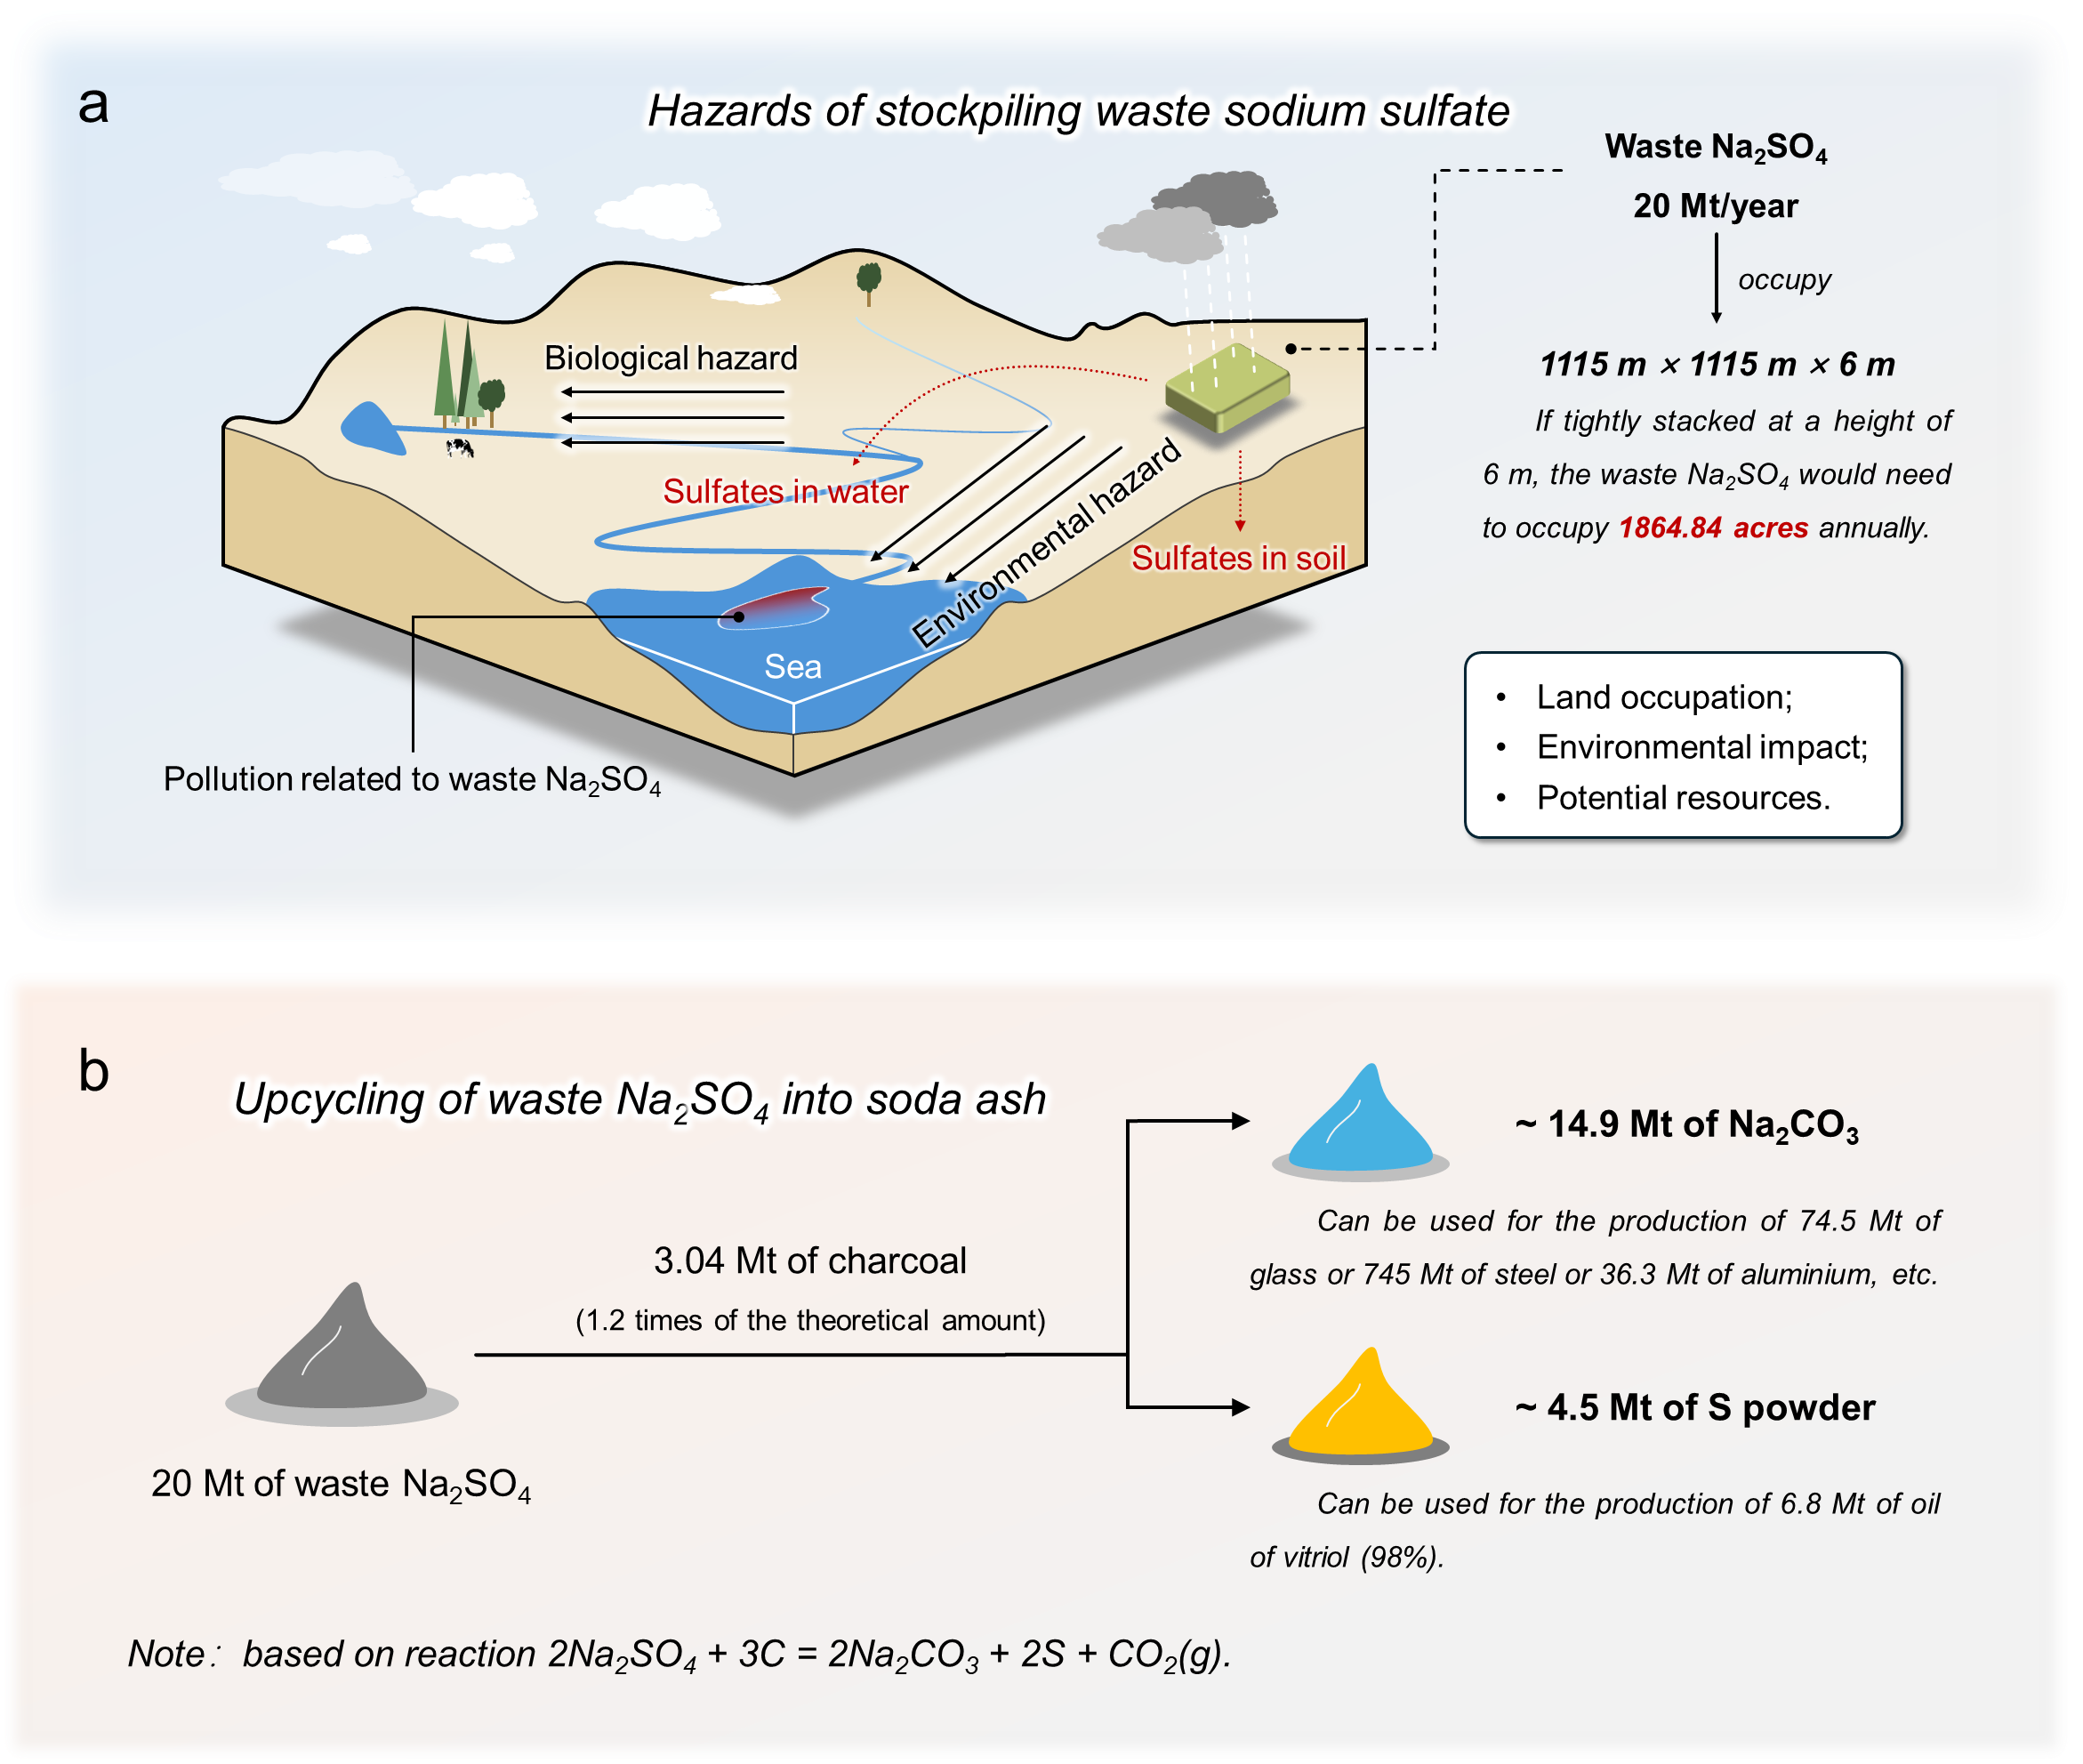 a
Hazards of stockpiling waste sodium sulfate
Waste Na₂SO₄
20 Mt/year
occupy
1115 m × 1115 m × 6 m
If tightly stacked at a height of
6 m, the waste Na₂SO₄ would need
to occupy 1864.84 acres annually.
Biological hazard
Sulfates in water
Environmental hazard
Sulfates in soil
Sea
Pollution related to waste Na₂SO₄
• Land occupation;
• Environmental impact;
• Potential resources.
b
Upcycling of waste Na₂SO₄ into soda ash
~ 14.9 Mt of Na₂CO₃
Can be used for the production of 74.5 Mt of
glass or 745 Mt of steel or 36.3 Mt of aluminium, etc.
3.04 Mt of charcoal
(1.2 times of the theoretical amount)
20 Mt of waste Na₂SO₄
~ 4.5 Mt of S powder
Can be used for the production of 6.8 Mt of oil
of vitriol (98%).
Note： based on reaction 2Na₂SO₄ + 3C = 2Na₂CO₃ + 2S + CO₂(g).